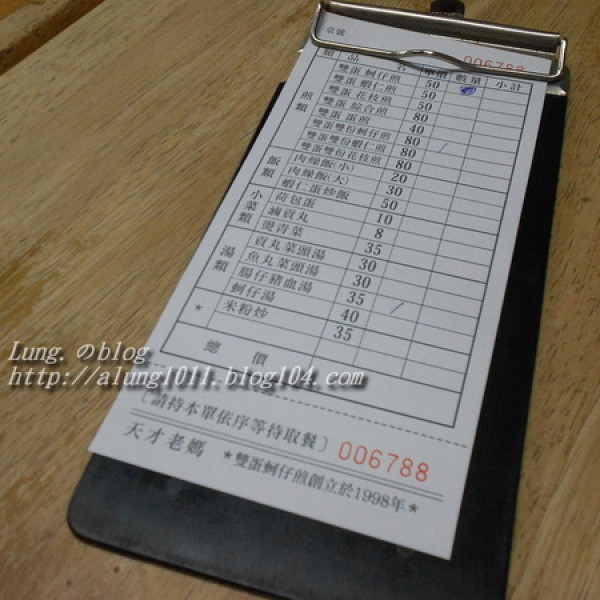 桌號
006788
類 品名 單價 數量 小計
煎類
雙蛋蚵仔煎 50
雙蛋蝦仁煎 50
雙蛋花枝煎 50
雙蛋綜合煎 80
雙蛋蛋煎 40
雙蛋雙份蚵仔煎 80
雙蛋雙份蝦仁煎 80
雙蛋雙份花枝煎 80
飯類
肉燥飯(小) 20
肉燥飯(大) 30
蝦仁蛋炒飯 50
小菜類
荷包蛋 10
滷貢丸 8
燙青菜 35
湯類
貢丸菜頭湯 30
魚丸菜頭湯 30
腸仔豬血湯 35
蚵仔湯 40
* 米粉炒 35
總價
〔請持本單依序等待取餐〕
天才老媽 006788
★雙蛋蚵仔煎創立於1998年★
Lung. のblog
http://alung1011.blog104.com